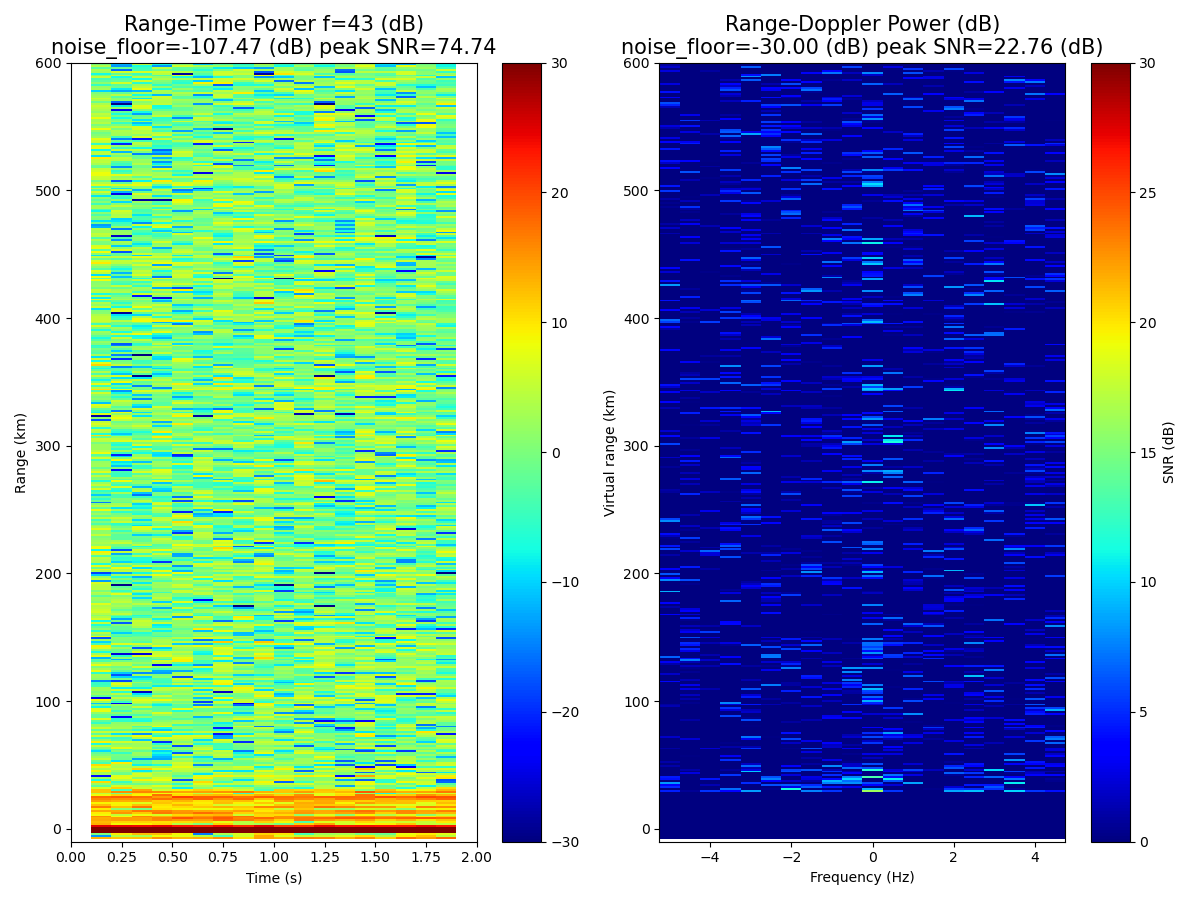 Range-Time Power f=43 (dB)
noise_floor=-107.47 (dB) peak SNR=74.74
Range-Doppler Power (dB)
noise_floor=-30.00 (dB) peak SNR=22.76 (dB)
600
500
400
300
200
100
0
Range (km)
0.00 0.25 0.50 0.75 1.00 1.25 1.50 1.75 2.00
Time (s)
30
20
10
0
−10
−20
−30
600
500
400
300
200
100
0
Virtual range (km)
−4 −2 0 2 4
Frequency (Hz)
30
25
20
15
10
5
0
SNR (dB)